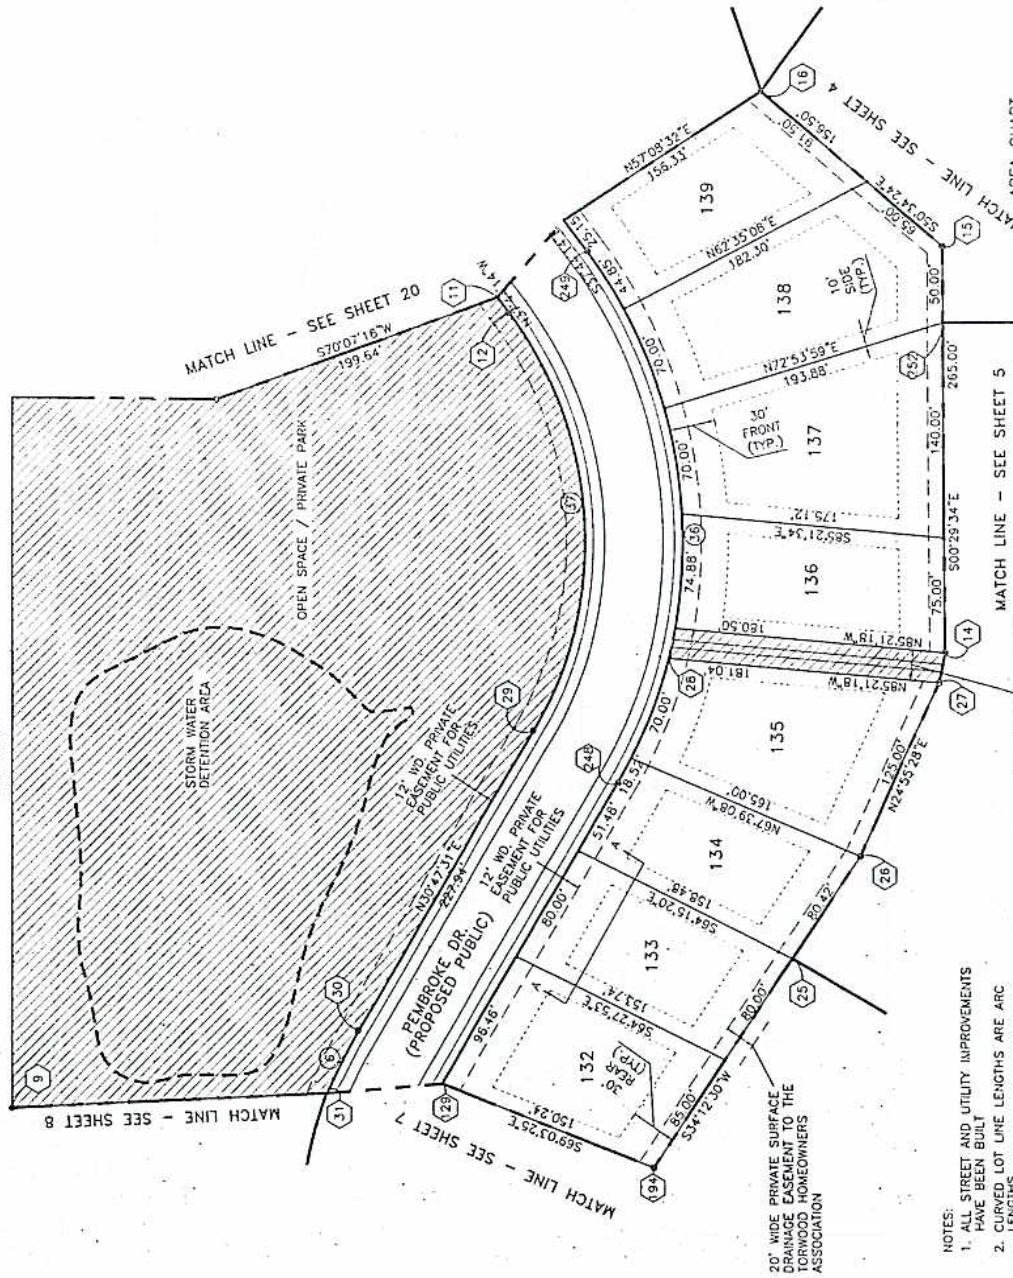 9
STORM WATER
DETENTION AREA
OPEN SPACE / PRIVATE PARK
MATCH LINE - SEE SHEET 20
S70°07'16"W
199.64'
11
12
249
29
37
12' WD. PRIVATE
EASEMENT FOR
PUBLIC UTILITIES
N30°47'31"E
227.94'
30
6
31
MATCH LINE - SEE SHEET 8
PEMBROKE DR.
(PROPOSED PUBLIC)
12' WD. PRIVATE
EASEMENT FOR
PUBLIC UTILITIES
129
MATCH LINE - SEE SHEET 7
194
S69°03'25"E
150.24'
132
30'
REAR
(TYP.)
96.46'
85.00'
S34°12'30"W
S64°27'53"E
153.74'
133
80.00'
80.00'
A
A
25
S64°15'20"E
158.48'
134
51.48'
18.52'
248
80.42'
26
N67°39'08"W
165.00'
135
70.00'
28
125.00'
N24°55'28"E
27
181.04'
N85°21'18"W
180.50'
N85°21'18"W
14
136
74.88'
36
75.00'
S85°21'34"E
175.12'
137
70.00'
30'
FRONT
(TYP.)
140.00'
S00°29'34"E
265.00'
252
N72°53'59"E
193.88'
138
70.00'
10'
SIDE
(TYP.)
50.00'
15
N62°35'08"E
182.30'
139
44.85'
25.15'
N57°08'32"E
156.33'
16
91.50'
156.50'
65.00'
S50°34'24"E
MATCH LINE - SEE SHEET 4
MATCH LINE - SEE SHEET 5
AREA CHART
20' WIDE PRIVATE SURFACE
DRAINAGE EASEMENT TO THE
TORWOOD HOMEOWNERS
ASSOCIATION
NOTES:
1. ALL STREET AND UTILITY IMPROVEMENTS
HAVE BEEN BUILT
2. CURVED LOT LINE LENGTHS ARE ARC
LENGTHS